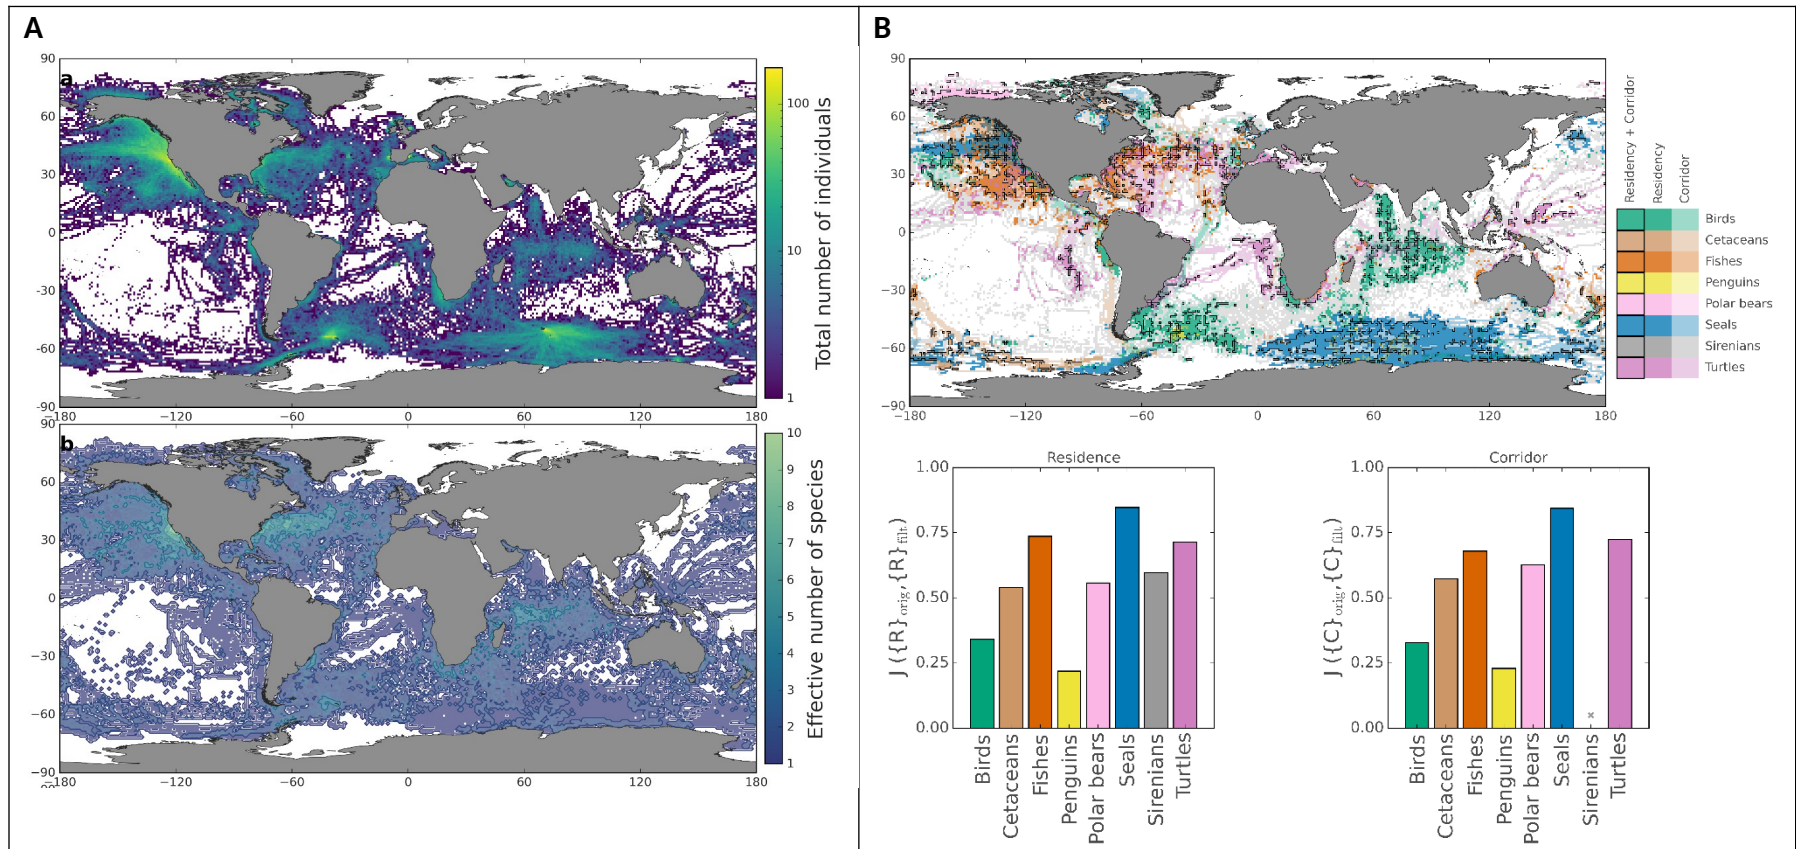 A
a
90
60
30
0
−30
−60
-90
−180
−120
−60
0
60
120
180
100
10
1
Total number of individuals
b
90
60
30
0
−30
−60
−90
−180
−120
−60
0
60
120
180
10
9
8
7
6
5
4
3
2
1
Effective number of species
B
90
60
30
0
−30
−60
−90
−180
−120
−60
0
60
120
180
Residency + Corridor
Residency
Corridor
Birds
Cetaceans
Fishes
Penguins
Polar bears
Seals
Sirenians
Turtles
Residence
1.00
0.75
0.50
0.25
0.00
J ({R}orig,{R}filt)
Birds
Cetaceans
Fishes
Penguins
Polar bears
Seals
Sirenians
Turtles
Corridor
1.00
0.75
0.50
0.25
0.00
J ({C}orig,{C}filt)
Birds
Cetaceans
Fishes
Penguins
Polar bears
Seals
Sirenians
Turtles